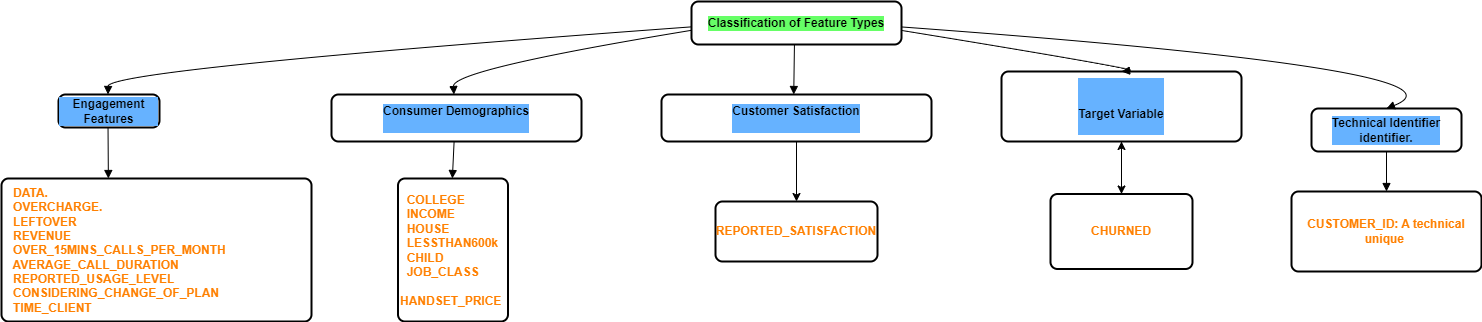 Classification of Feature Types
Engagement
Features
Consumer Demographics
Customer Satisfaction
Target Variable
Technical Identifier
identifier.
DATA.
OVERCHARGE.
LEFTOVER
REVENUE
OVER_15MINS_CALLS_PER_MONTH
AVERAGE_CALL_DURATION
REPORTED_USAGE_LEVEL
CONSIDERING_CHANGE_OF_PLAN
TIME_CLIENT
COLLEGE
INCOME
HOUSE
LESSTHAN600k
CHILD
JOB_CLASS
HANDSET_PRICE
REPORTED_SATISFACTION
CHURNED
CUSTOMER_ID: A technical
unique